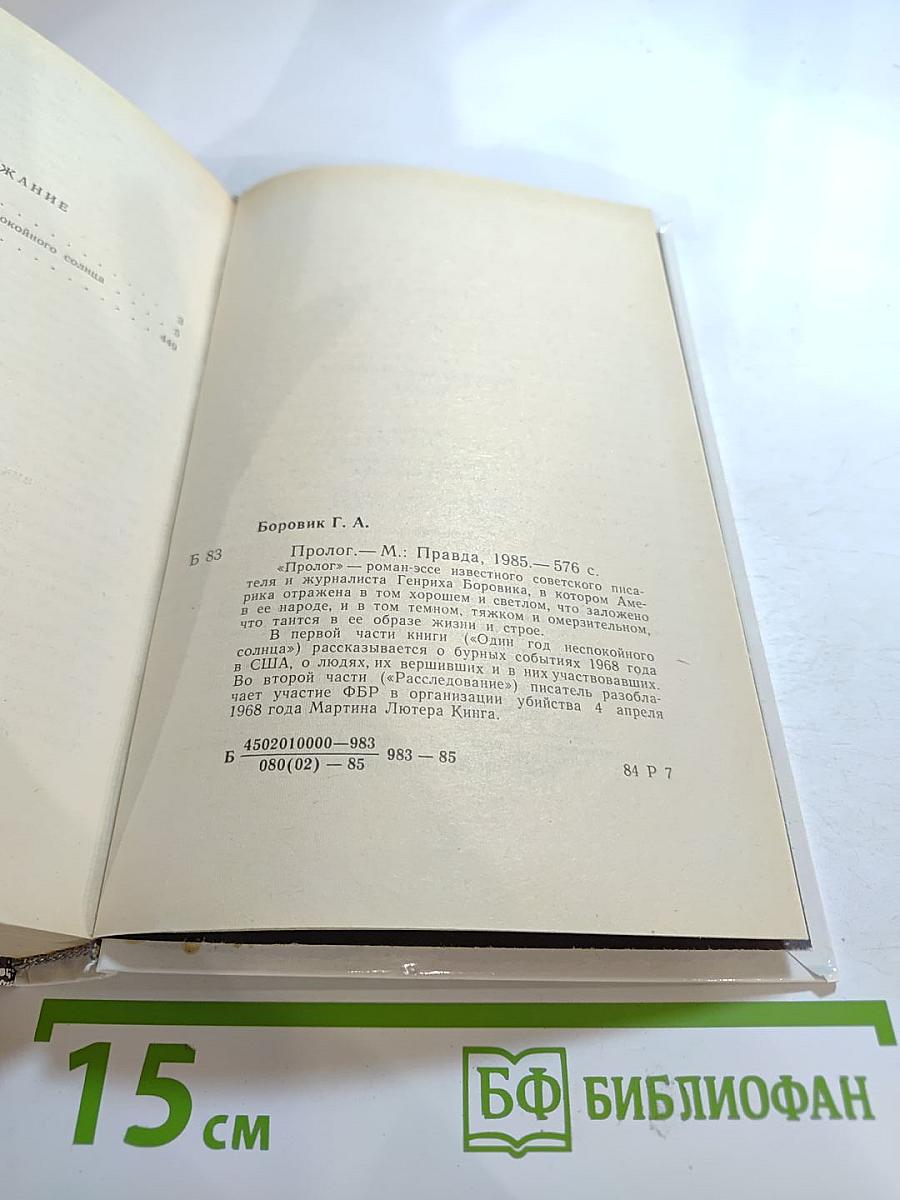 ЖАНИЕ
окойного солнца
3
5
449
Боровик Г. А.
Б 83
Пролог.— М.: Правда, 1985.— 576 с.
«Пролог» — роман-эссе известного советского писа-
теля и журналиста Генриха Боровика, в котором Аме-
рика отражена в том хорошем и светлом, что заложено
в ее народе, и в том темном, тяжком и омерзительном,
что таится в ее образе жизни и строе.
В первой части книги («Один год неспокойного
солнца») рассказывается о бурных событиях 1968 года
в США, о людях, их вершивших и в них участвовавших.
Во второй части («Расследование») писатель разобла-
чает участие ФБР в организации убийства 4 апреля
1968 года Мартина Лютера Кинга.
Б 4502010000—983
080(02) — 85 983 — 85
84 Р 7
15 см
БФ БИБЛИОФАН